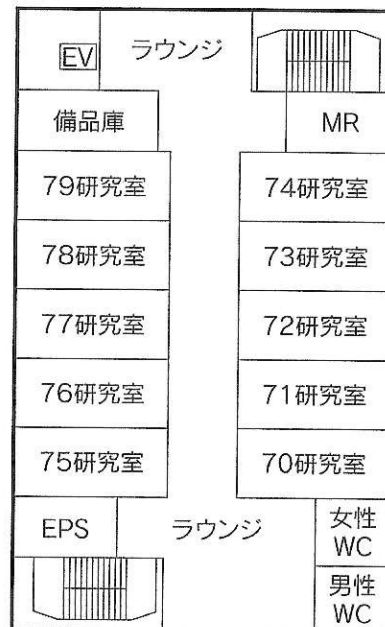 EV
ラウンジ
備品庫
MR
79研究室
74研究室
78研究室
73研究室
77研究室
72研究室
76研究室
71研究室
75研究室
70研究室
EPS
ラウンジ
女性
WC
男性
WC